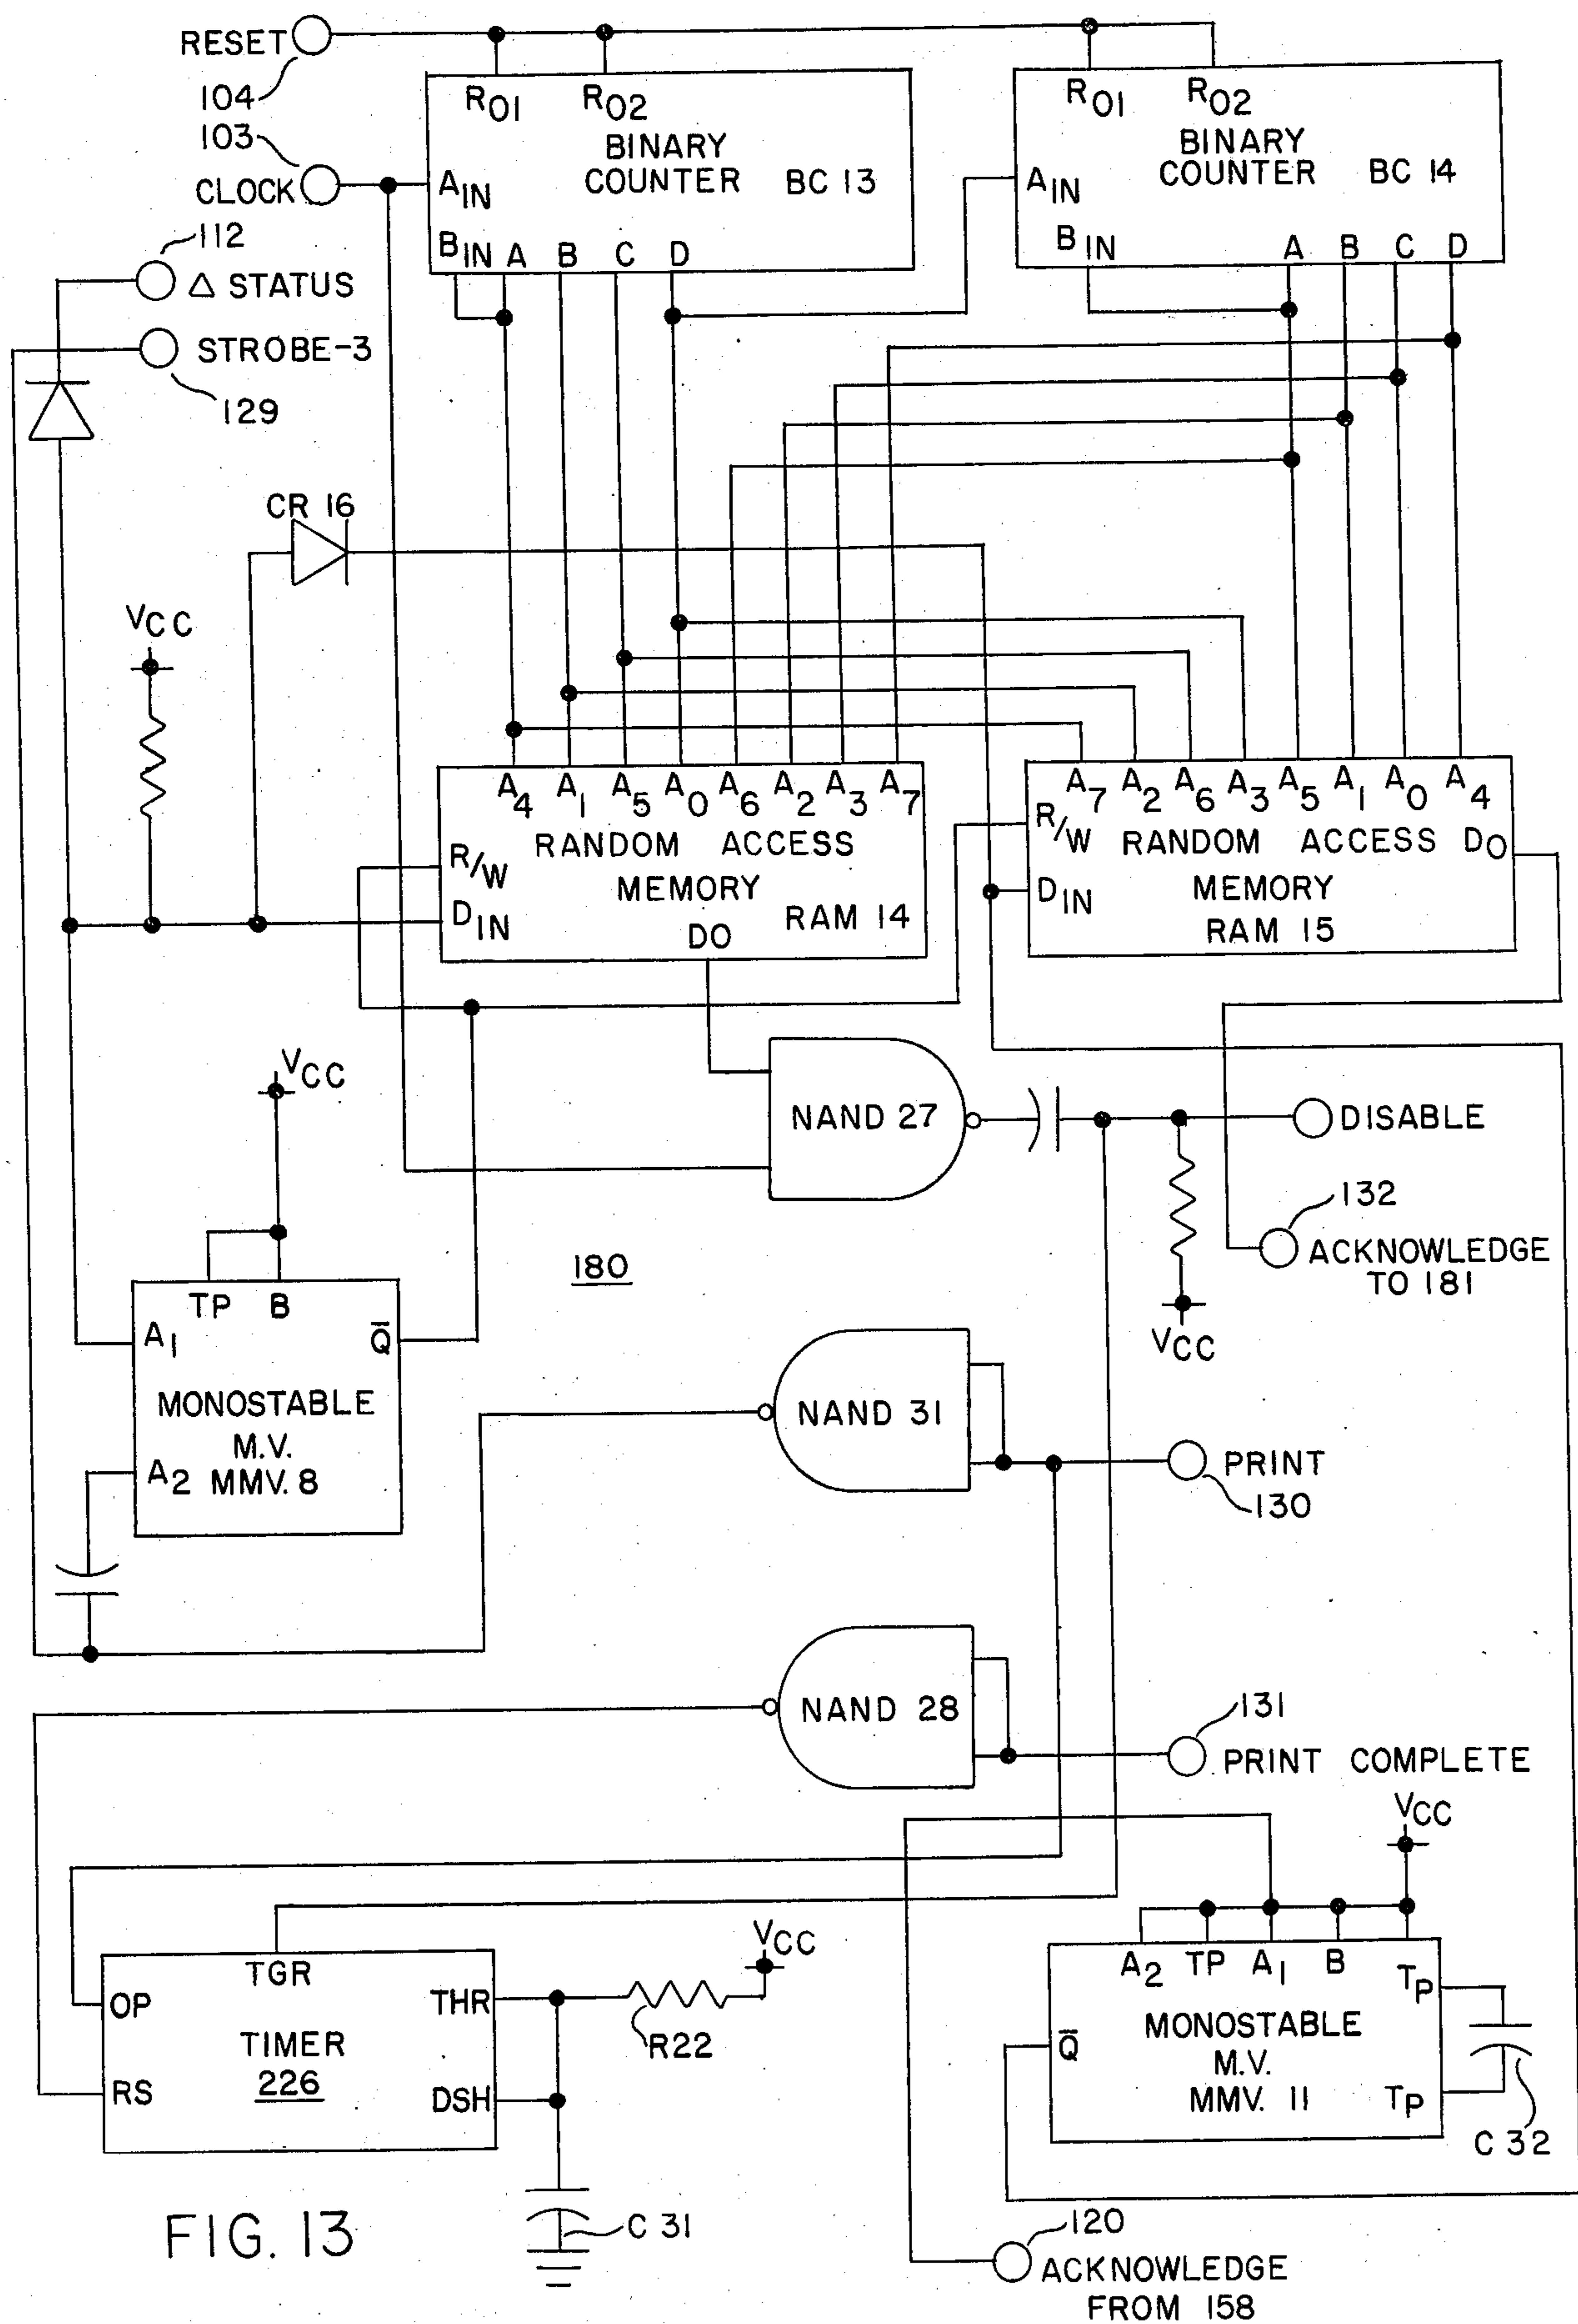 RESET
104
103
CLOCK
112
Δ STATUS
STROBE-3
129
R01 R02
BINARY
COUNTER BC 13
AIN
BIN A B C D
R01 R02
BINARY
COUNTER BC 14
AIN
BIN A B C D
CR 16
VCC
A4 A1 A5 A0 A6 A2 A3 A7
R/W RANDOM ACCESS
MEMORY
DIN RAM 14
DO
A7 A2 A6 A3 A5 A1 A0 A4
R/W RANDOM ACCESS DO
DIN MEMORY
RAM 15
VCC
NAND 27
DISABLE
132
ACKNOWLEDGE
TO 181
VCC
180
TP B
A1 Q̅
MONOSTABLE
M.V.
A2 MMV. 8
NAND 31
PRINT
130
NAND 28
131
PRINT COMPLETE
VCC
TGR
OP THR
TIMER
226
RS DSH
VCC
R22
C 31
A2 TP A1 B TP
MONOSTABLE
Q̅ M.V.
MMV. 11 TP
C 32
120
ACKNOWLEDGE
FROM 158
FIG. 13